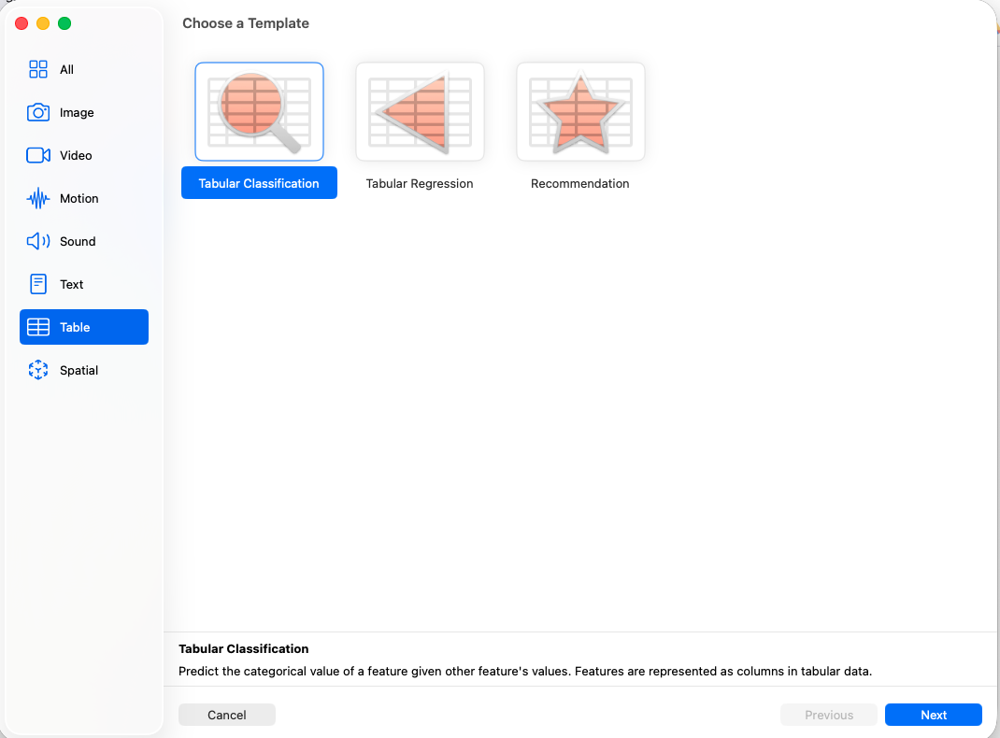 Choose a Template
All
Image
Video
Motion
Sound
Text
Table
Spatial
Tabular Classification
Tabular Regression
Recommendation
Tabular Classification
Predict the categorical value of a feature given other feature's values. Features are represented as columns in tabular data.
Cancel
Previous
Next